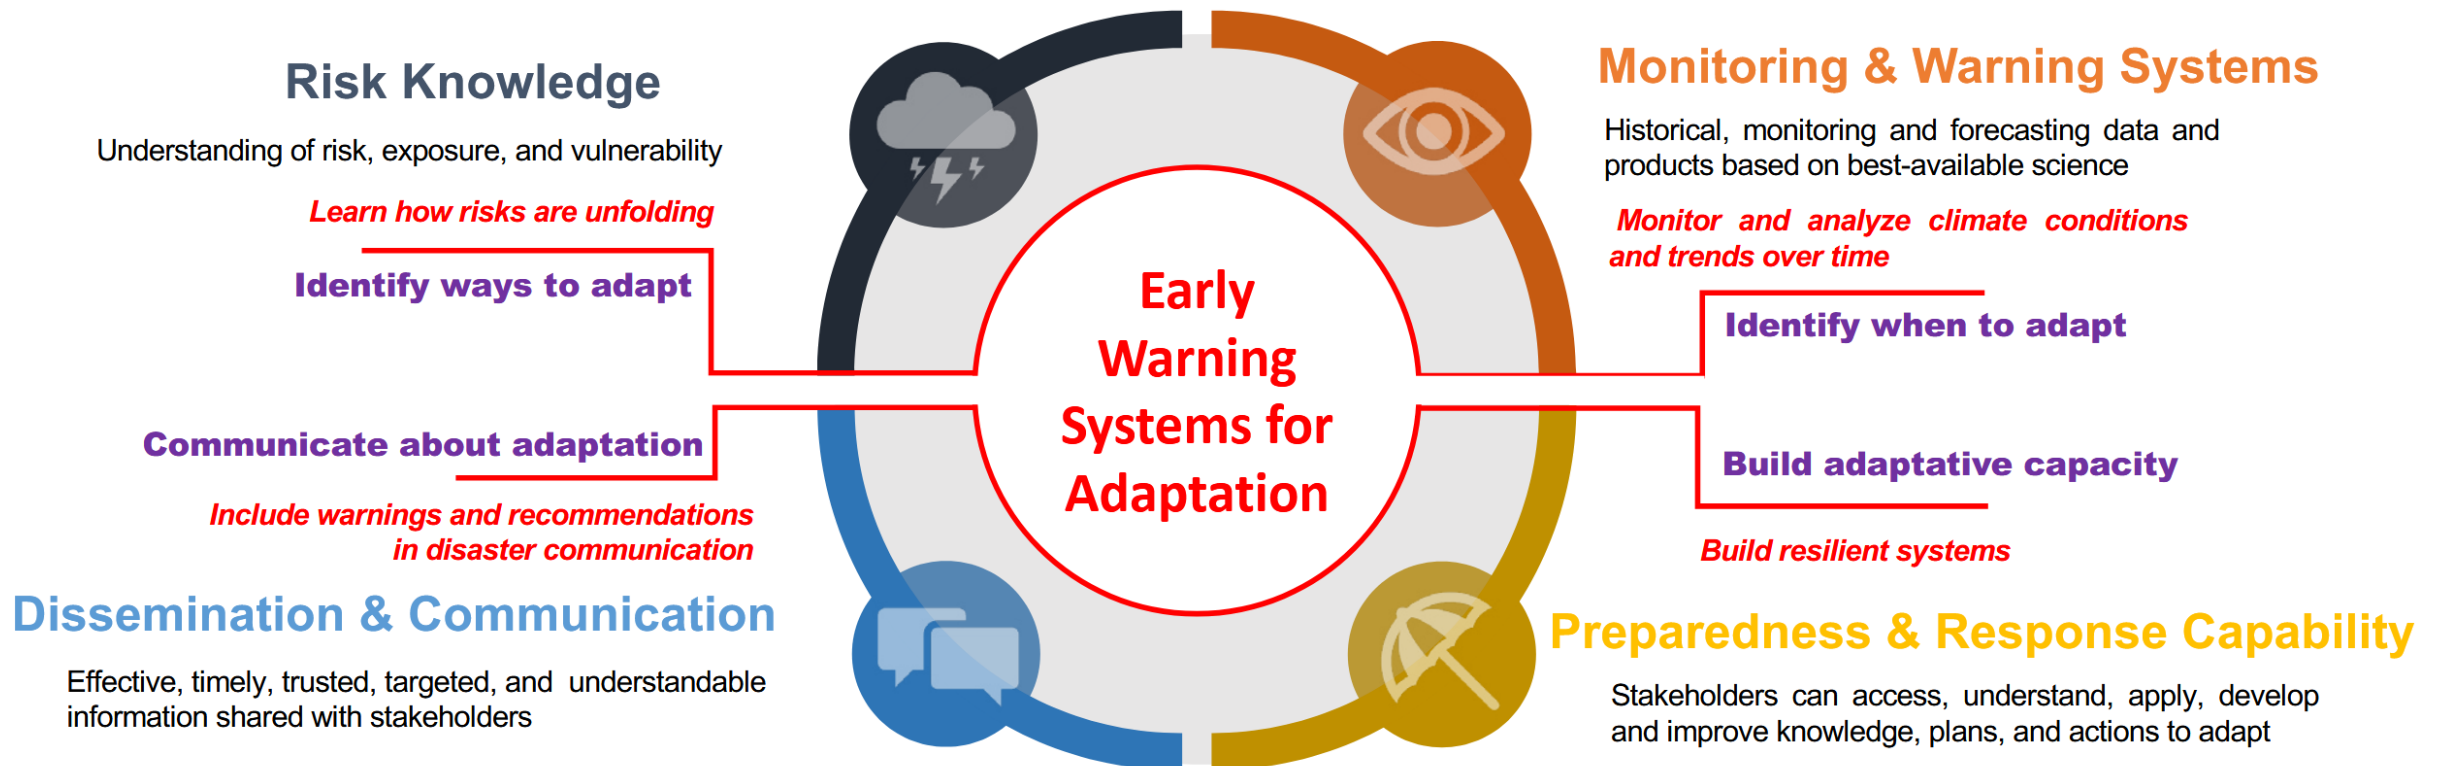 Risk Knowledge
Understanding of risk, exposure, and vulnerability
Learn how risks are unfolding
Identify ways to adapt
Monitoring & Warning Systems
Historical, monitoring and forecasting data and
products based on best-available science
Monitor and analyze climate conditions
and trends over time
Identify when to adapt
Early
Warning
Systems for
Adaptation
Communicate about adaptation
Include warnings and recommendations
in disaster communication
Dissemination & Communication
Effective, timely, trusted, targeted, and understandable
information shared with stakeholders
Build adaptative capacity
Build resilient systems
Preparedness & Response Capability
Stakeholders can access, understand, apply, develop
and improve knowledge, plans, and actions to adapt